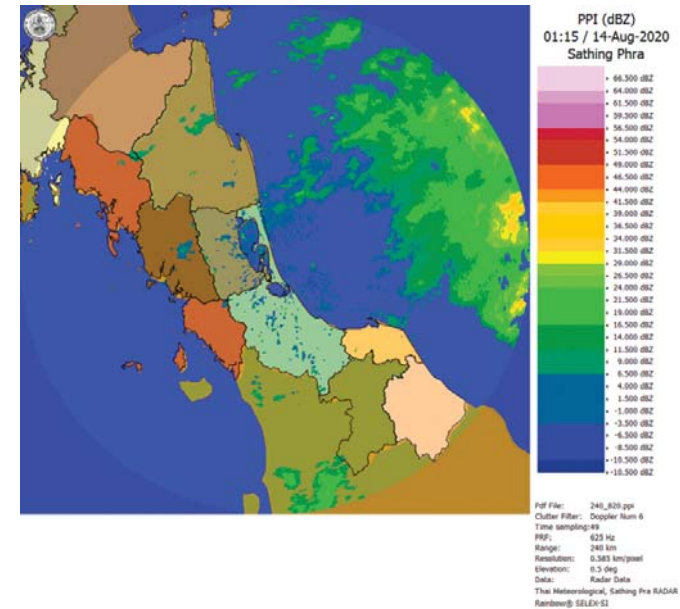 PPI (dBZ)
01:15 / 14-Aug-2020
Sathing Phra
66.500 dBZ
64.000 dBZ
61.500 dBZ
59.000 dBZ
56.500 dBZ
54.000 dBZ
51.500 dBZ
49.000 dBZ
46.500 dBZ
44.000 dBZ
41.500 dBZ
39.000 dBZ
36.500 dBZ
34.000 dBZ
31.500 dBZ
29.000 dBZ
26.500 dBZ
24.000 dBZ
21.500 dBZ
19.000 dBZ
16.500 dBZ
14.000 dBZ
11.500 dBZ
9.000 dBZ
6.500 dBZ
4.000 dBZ
1.500 dBZ
-1.000 dBZ
-3.500 dBZ
-6.500 dBZ
-8.500 dBZ
-10.500 dBZ
-10.500 dBZ
Pdf File: 240_820.ppi
Clutter Filter: Doppler Num 6
Time sampling:49
PRF: 625 Hz
Range: 240 km
Resolution: 0.585 km/pixel
Elevation: 0.5 deg
Data: Radar Data
Thai Meteorological, Sathing Pra RADAR
Rainbow® SELEX-SI